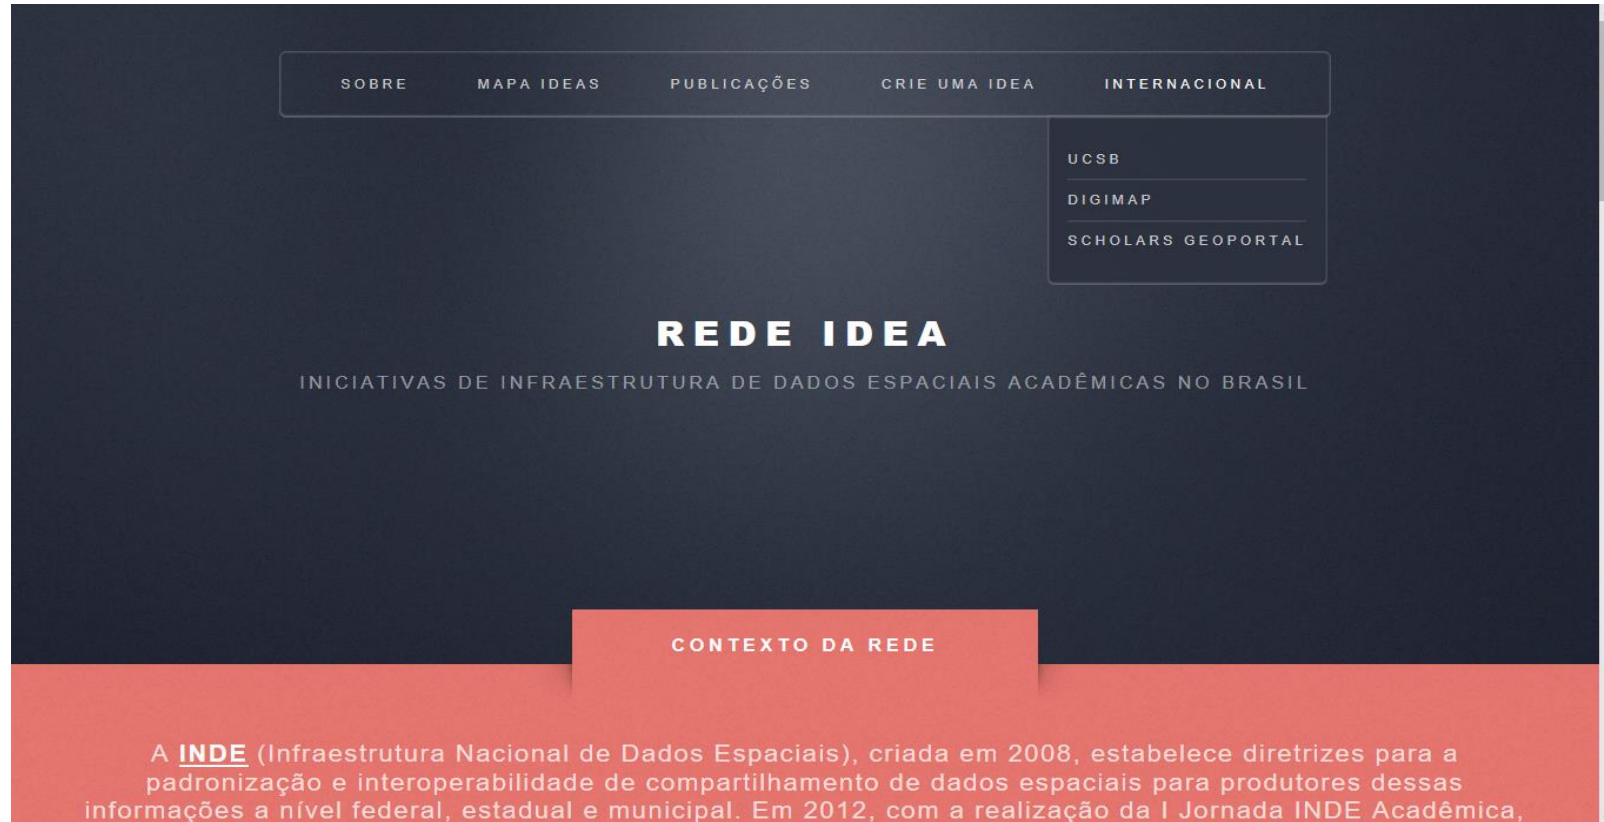 SOBRE MAPA IDEAS PUBLICAÇÕES CRIE UMA IDEA INTERNACIONAL
UCSB
DIGIMAP
SCHOLARS GEOPORTAL
REDE IDEA
INICIATIVAS DE INFRAESTRUTURA DE DADOS ESPACIAIS ACADÊMICAS NO BRASIL
CONTEXTO DA REDE
A INDE (Infraestrutura Nacional de Dados Espaciais), criada em 2008, estabelece diretrizes para a
padronização e interoperabilidade de compartilhamento de dados espaciais para produtores dessas
informações a nível federal, estadual e municipal. Em 2012, com a realização da I Jornada INDE Acadêmica,